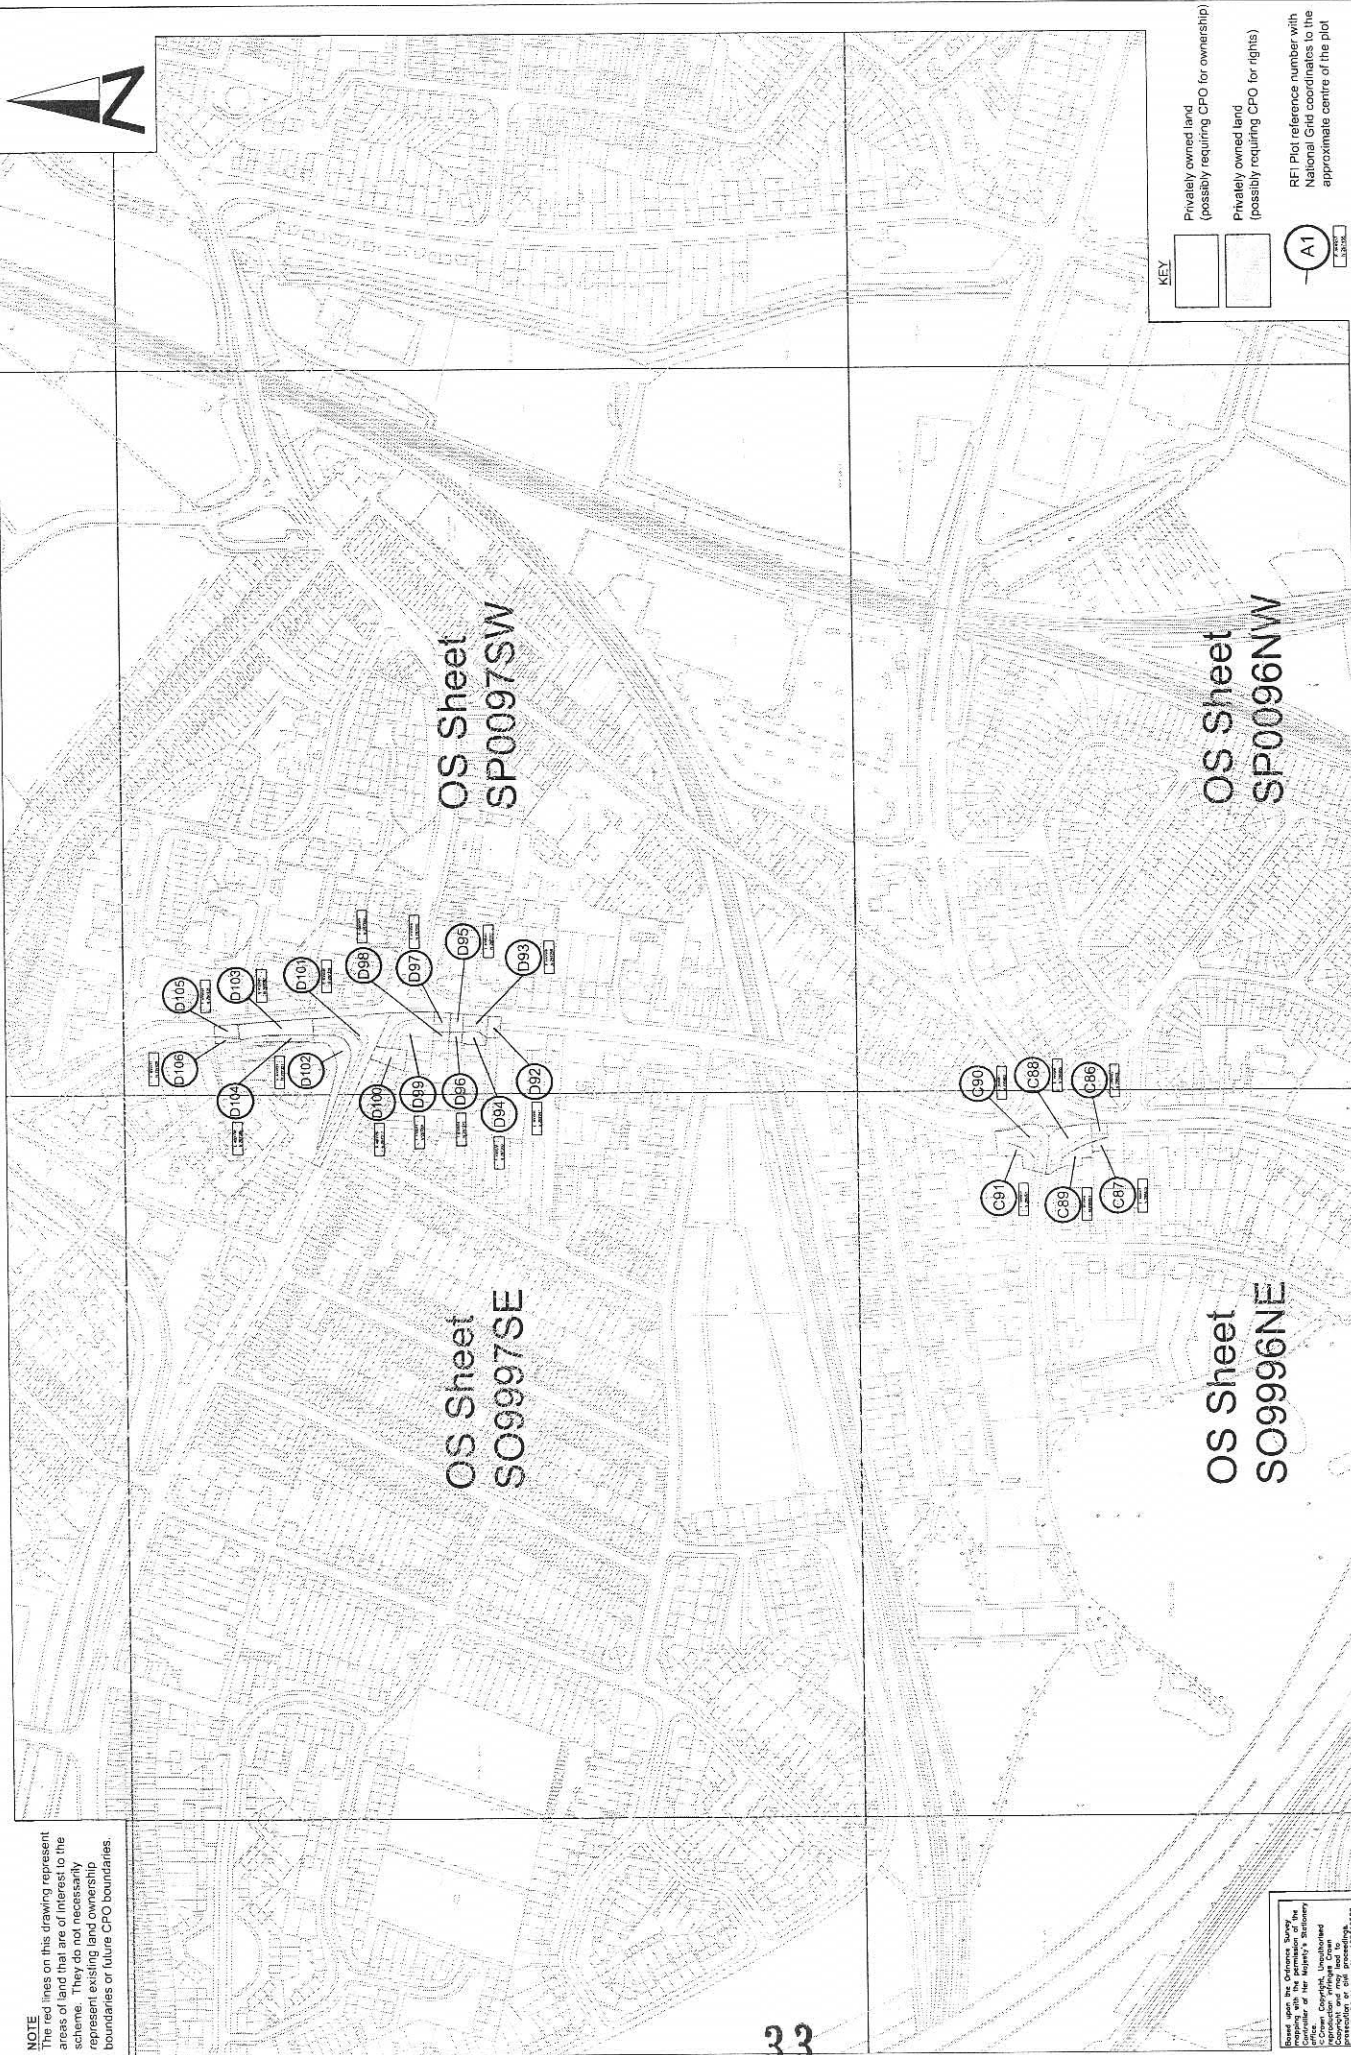 NOTE
The red lines on this drawing represent
areas of land that are of interest to the
scheme. They do not necessarily
represent existing land ownership
boundaries or future CPO boundaries.
N
OS Sheet
SO9997SE
OS Sheet
SP0097SW
OS Sheet
SO9996NE
OS Sheet
SP0096NW
D106
D105
D104
D103
D102
D101
D100
D98
D99
D97
D96
D95
D94
D93
D92
C91
C90
C89
C88
C87
C86
KEY
Privately owned land
(possibly requiring CPO for ownership)
Privately owned land
(possibly requiring CPO for rights)
A1
RFI Plot reference number with
National Grid coordinates to the
approximate centre of the plot
Based upon the Ordnance Survey
mapping with the permission of the
Controller of Her Majesty's Stationery
office.
© Crown Copyright. Unauthorised
reproduction infringes Crown
Copyright and may lead to
prosecution or civil proceedings.
33